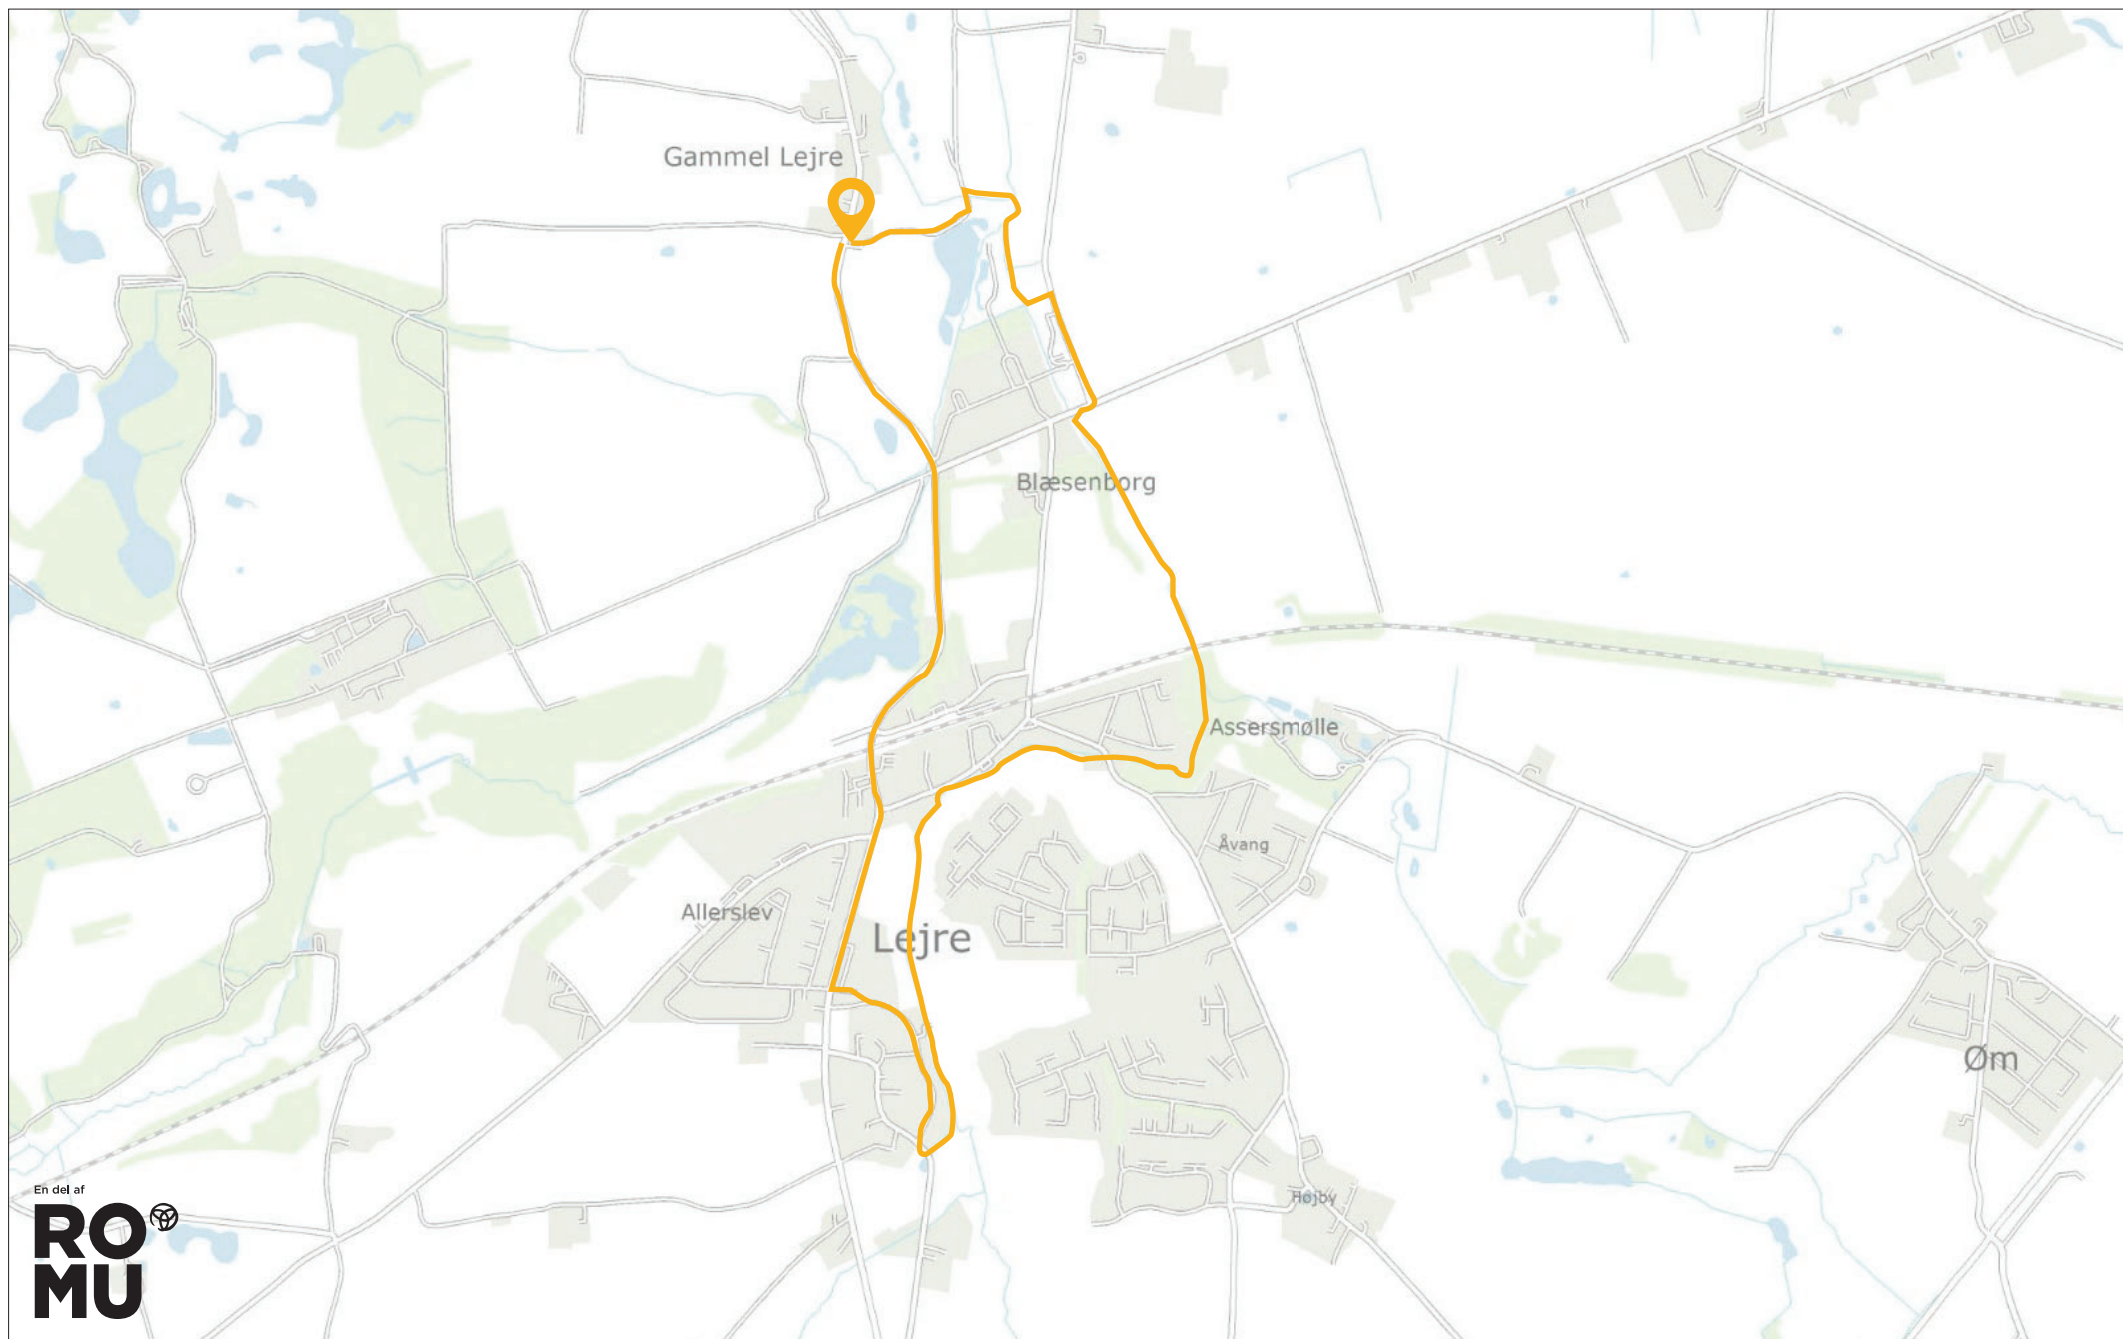 Gammel Lejre
Blæsenborg
Assersmølle
Åvang
Allerslev
Lejre
Øm
Højby
En del af
RO
MU